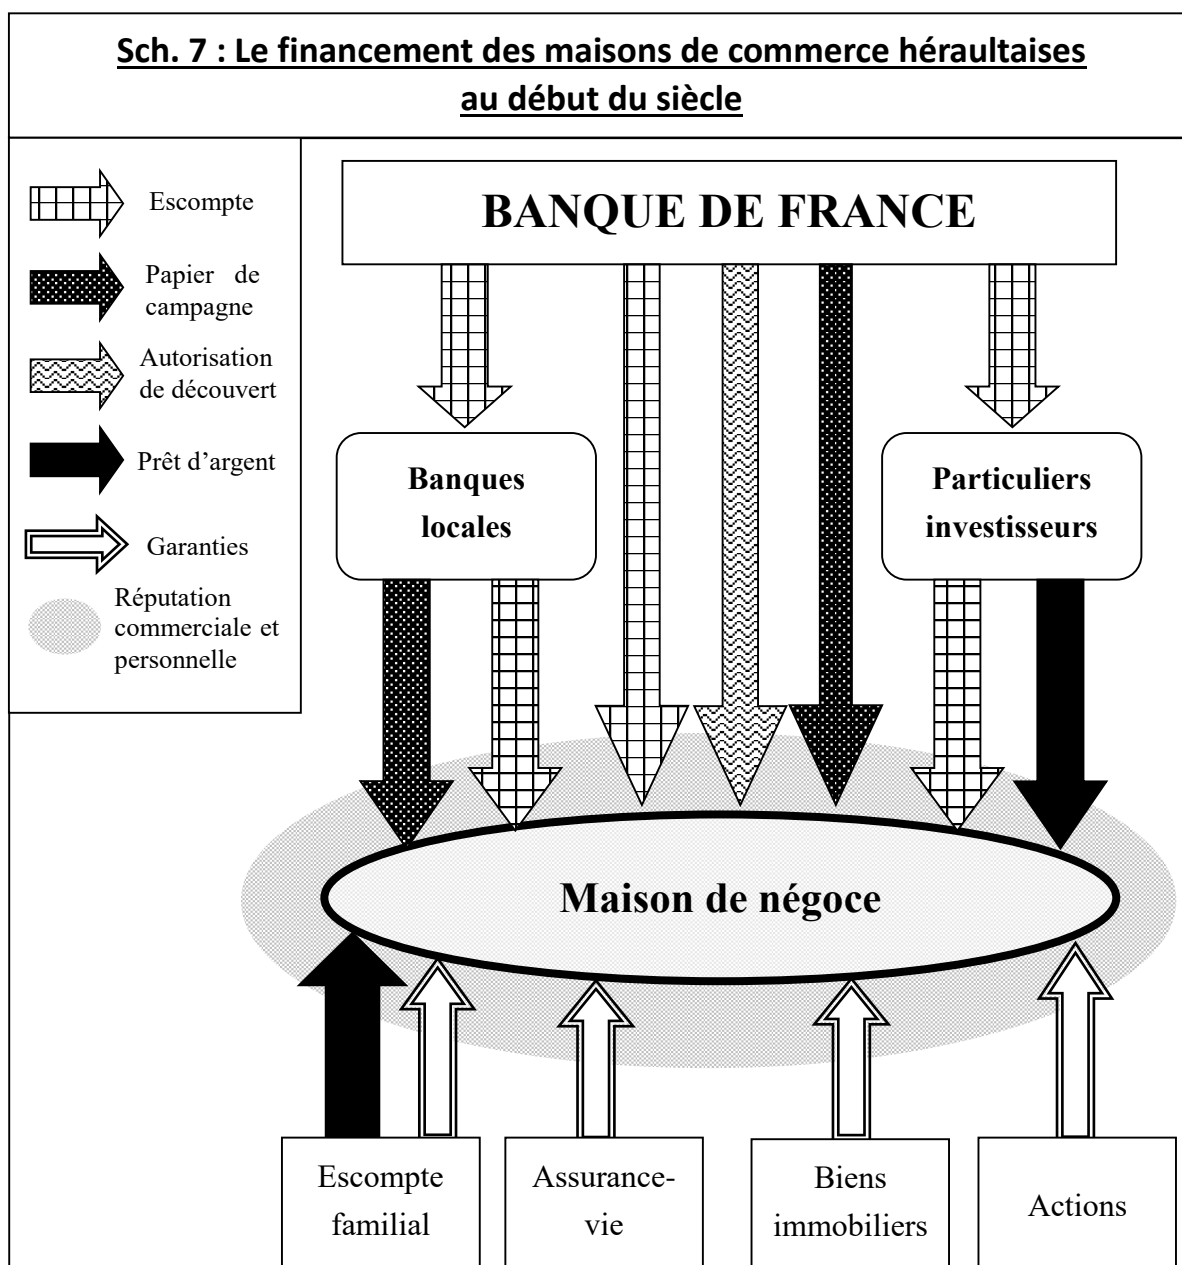 Sch. 7 : Le financement des maisons de commerce héraultaises
au début du siècle
Escompte
Papier de
campagne
Autorisation
de découvert
Prêt d’argent
Garanties
Réputation
commerciale et
personnelle
BANQUE DE FRANCE
Banques
locales
Particuliers
investisseurs
Maison de négoce
Escompte
familial
Assurance-
vie
Biens
immobiliers
Actions